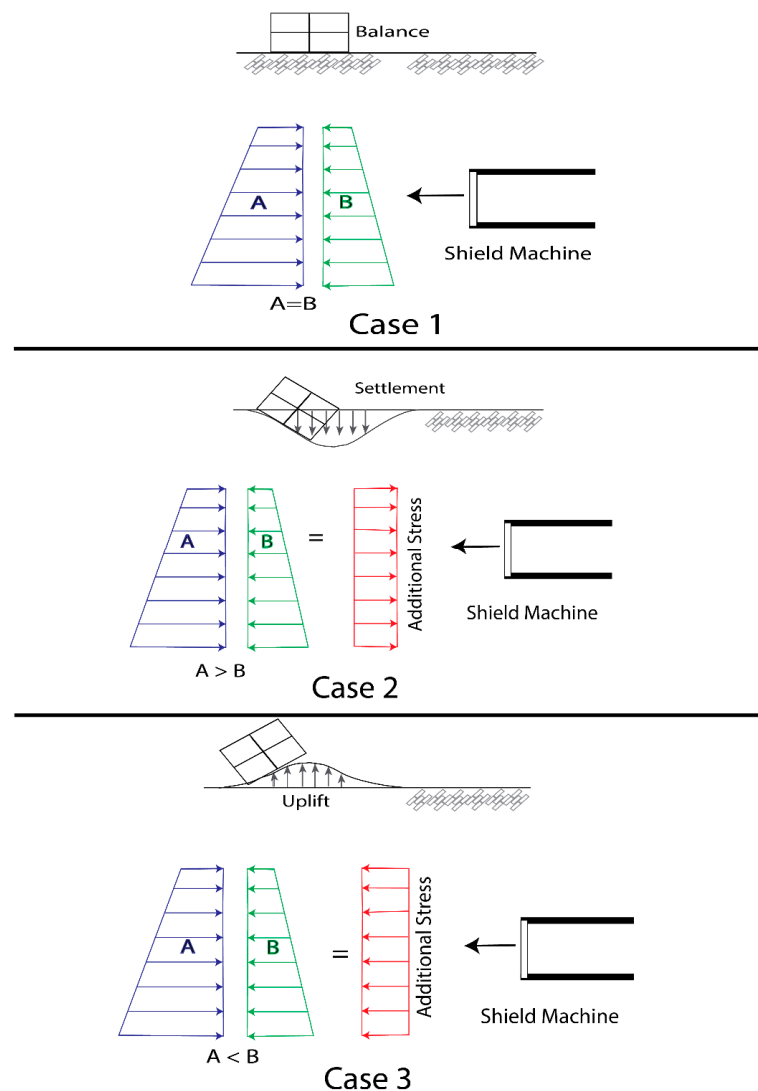 Balance
A
B
Shield Machine
A=B
Case 1
Settlement
A
B
=
Additional Stress
Shield Machine
A > B
Case 2
Uplift
A
B
=
Additional Stress
Shield Machine
A < B
Case 3